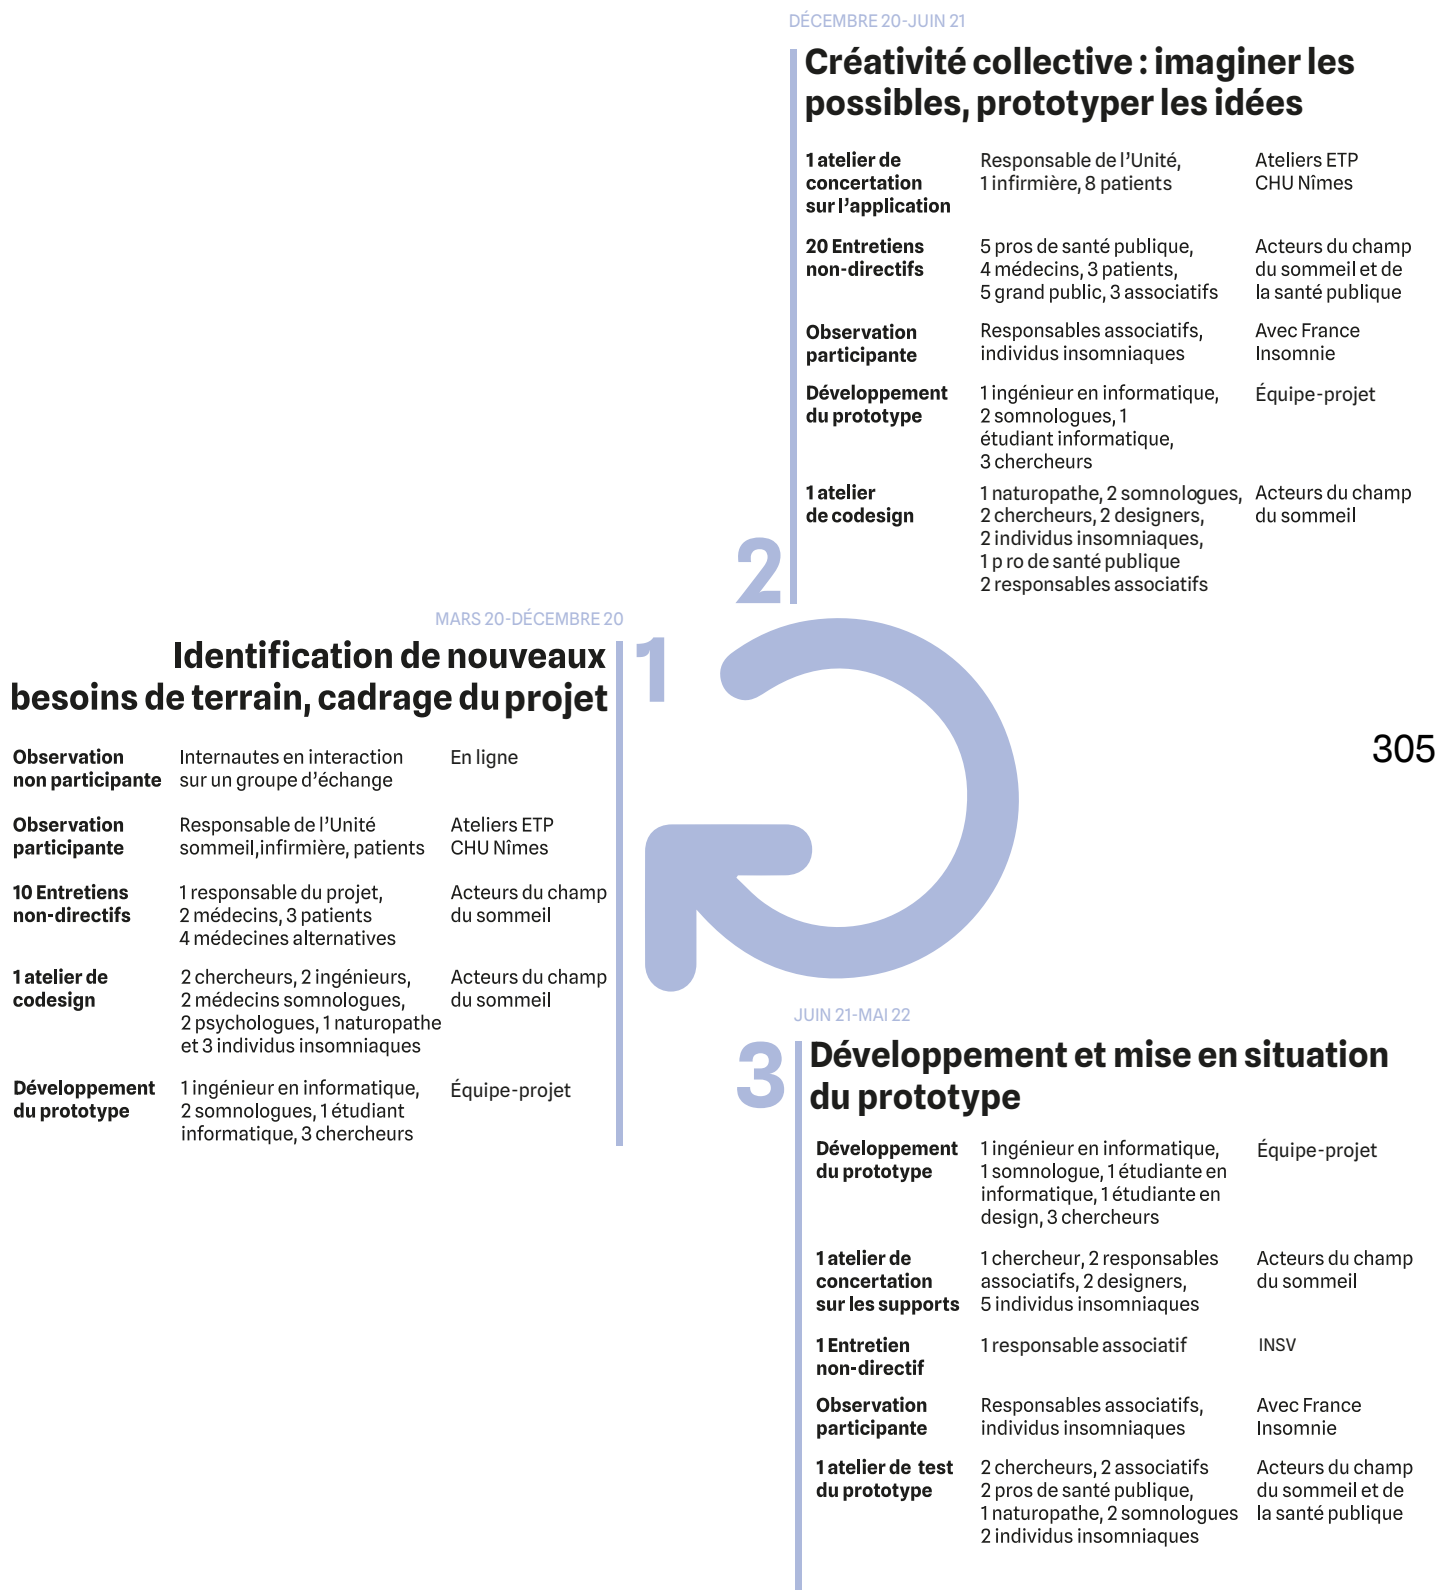 MARS 20-DÉCEMBRE 20
1
Identification de nouveaux
besoins de terrain, cadrage du projet
Observation
non participante
Internautes en interaction
sur un groupe d’échange
En ligne
Observation
participante
Responsable de l’Unité
sommeil,infirmière, patients
Ateliers ETP
CHU Nîmes
10 Entretiens
non-directifs
1 responsable du projet,
2 médecins, 3 patients
4 médecines alternatives
Acteurs du champ
du sommeil
1 atelier de
codesign
2 chercheurs, 2 ingénieurs,
2 médecins somnologues,
2 psychologues, 1 naturopathe
et 3 individus insomniaques
Acteurs du champ
du sommeil
Développement
du prototype
1 ingénieur en informatique,
2 somnologues, 1 étudiant
informatique, 3 chercheurs
Équipe-projet
DÉCEMBRE 20-JUIN 21
2
Créativité collective : imaginer les
possibles, prototyper les idées
1 atelier de
concertation
sur l’application
Responsable de l’Unité,
1 infirmière, 8 patients
Ateliers ETP
CHU Nîmes
20 Entretiens
non-directifs
5 pros de santé publique,
4 médecins, 3 patients,
5 grand public, 3 associatifs
Acteurs du champ
du sommeil et de
la santé publique
Observation
participante
Responsables associatifs,
individus insomniaques
Avec France
Insomnie
Développement
du prototype
1 ingénieur en informatique,
2 somnologues, 1
étudiant informatique,
3 chercheurs
Équipe-projet
1 atelier
de codesign
1 naturopathe, 2 somnologues,
2 chercheurs, 2 designers,
2 individus insomniaques,
1 p ro de santé publique
2 responsables associatifs
Acteurs du champ
du sommeil
305
JUIN 21-MAI 22
3
Développement et mise en situation
du prototype
Développement
du prototype
1 ingénieur en informatique,
1 somnologue, 1 étudiante en
informatique, 1 étudiante en
design, 3 chercheurs
Équipe-projet
1 atelier de
concertation
sur les supports
1 chercheur, 2 responsables
associatifs, 2 designers,
5 individus insomniaques
Acteurs du champ
du sommeil
1 Entretien
non-directif
1 responsable associatif
INSV
Observation
participante
Responsables associatifs,
individus insomniaques
Avec France
Insomnie
1 atelier de test
du prototype
2 chercheurs, 2 associatifs
2 pros de santé publique,
1 naturopathe, 2 somnologues
2 individus insomniaques
Acteurs du champ
du sommeil et de
la santé publique